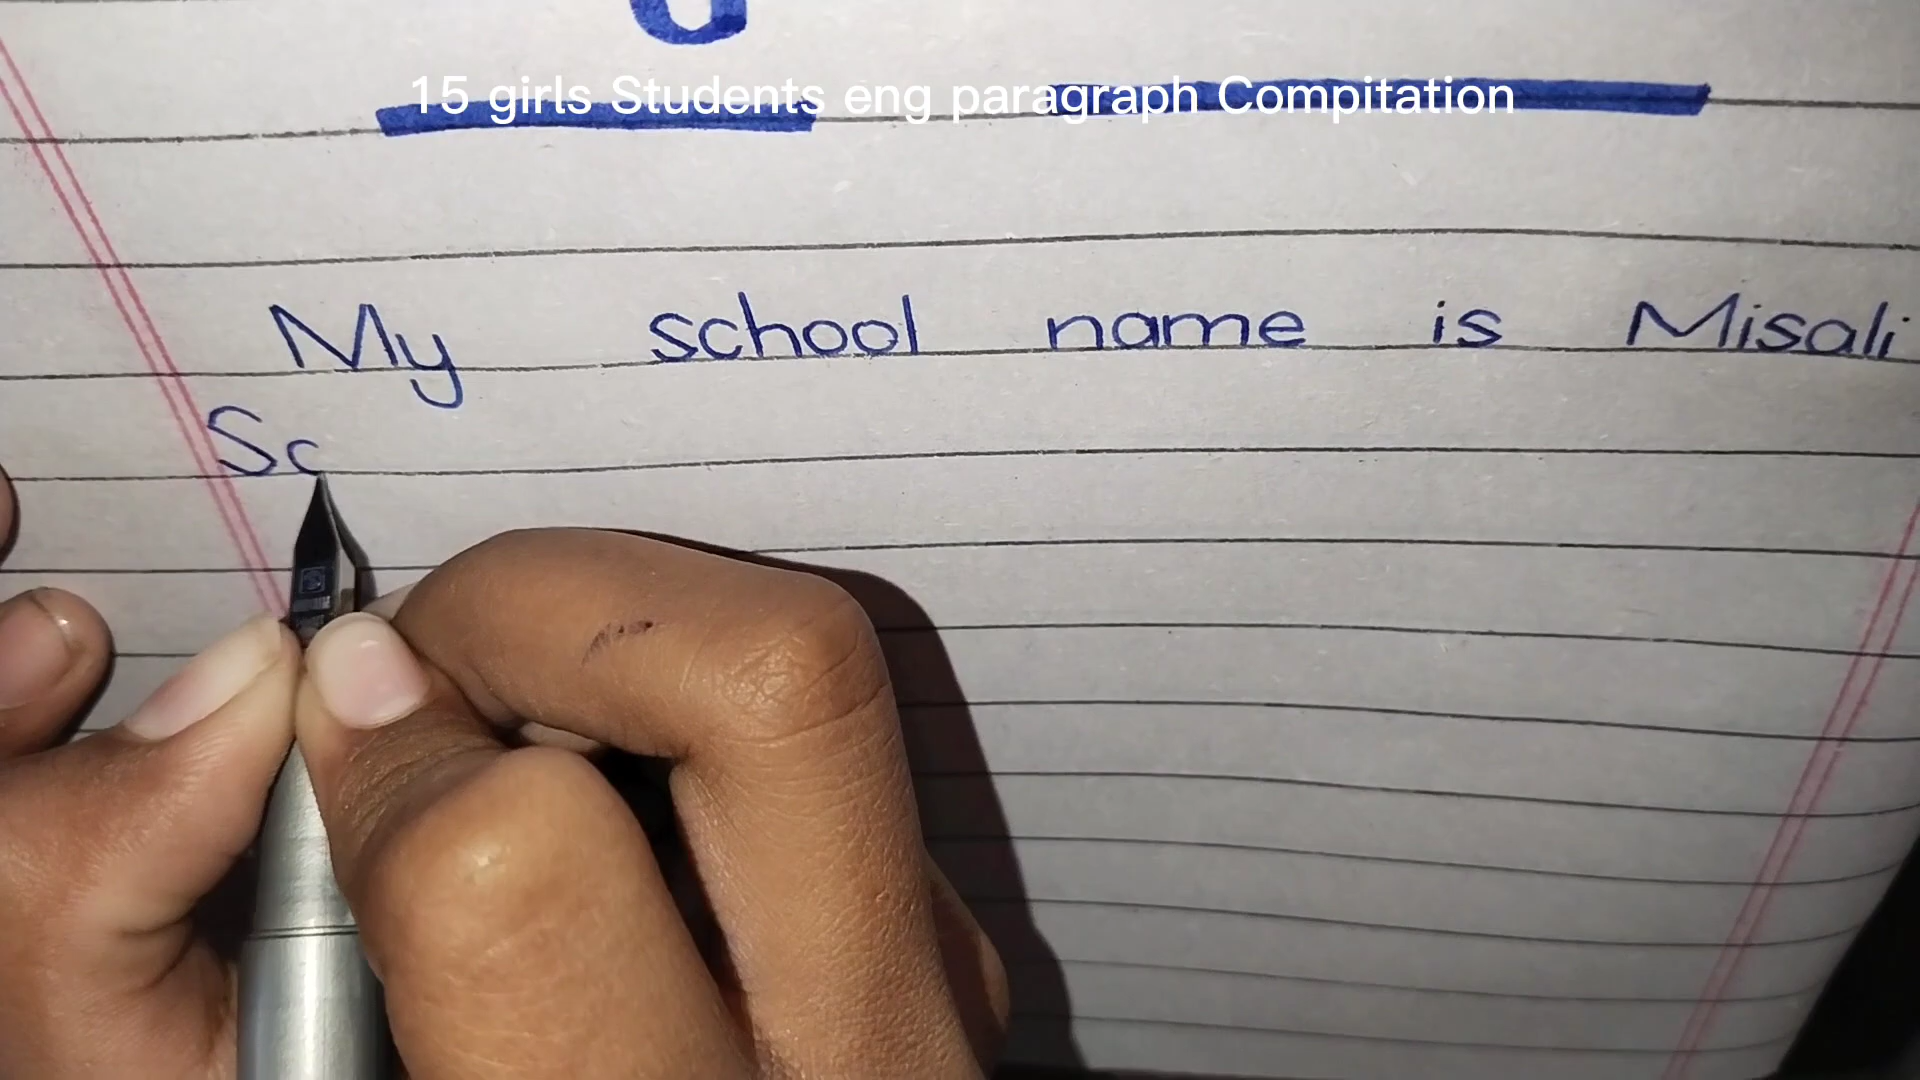 15 girls Students eng paragraph Compitation
My school name is Misali
Sc